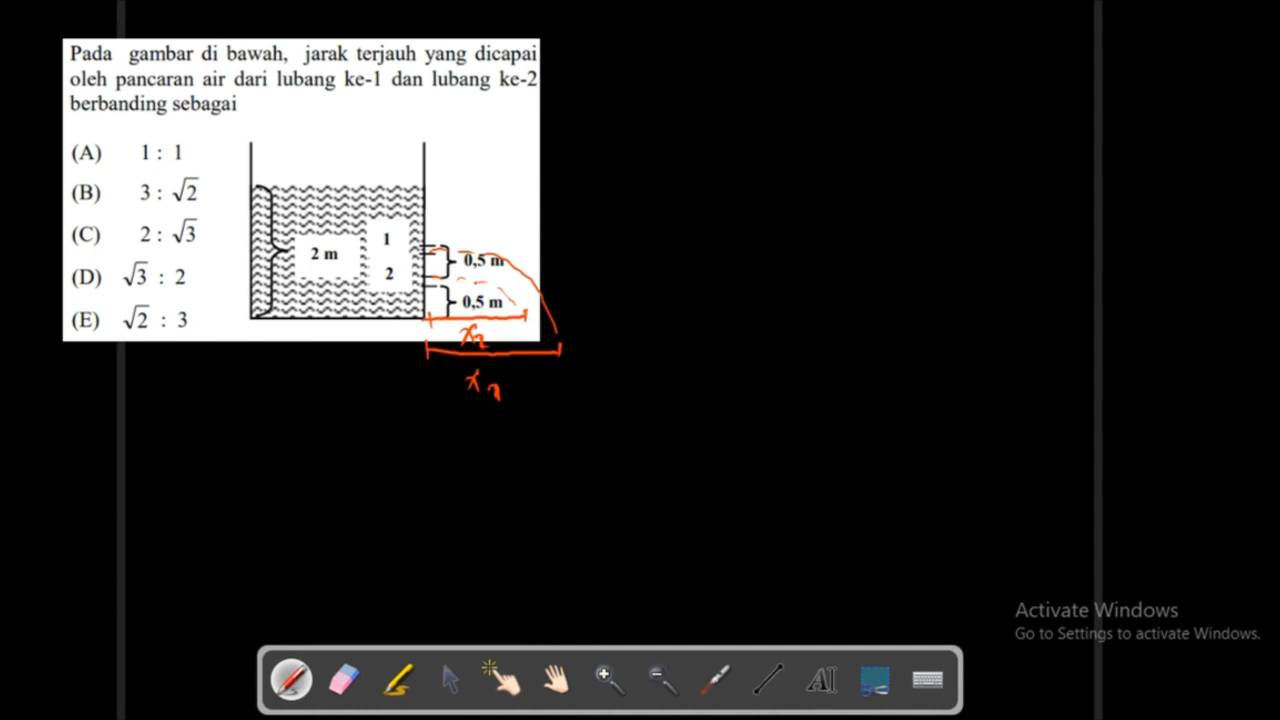 Pada gambar di bawah, jarak terjauh yang dicapai
oleh pancaran air dari lubang ke-1 dan lubang ke-2
berbanding sebagai
(A) 1 : 1
(B) 3 : √2
(C) 2 : √3
(D) √3 : 2
(E) √2 : 3
1
2 m
2
0,5 m
0,5 m
x₂
x₁
Activate Windows
Go to Settings to activate Windows.
AI